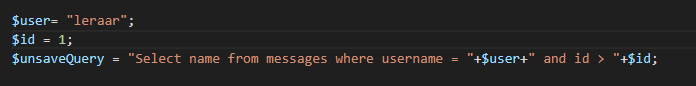 $user= "leraar";
$id = 1;
$unsaveQuery = "Select name from messages where username = "+$user+" and id > "+$id;